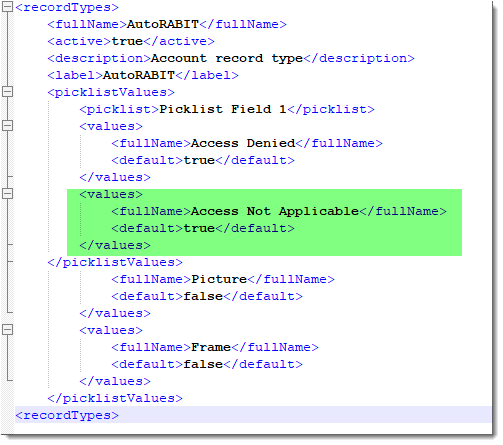 <recordTypes>
<fullName>AutoRABIT</fullName>
<active>true</active>
<description>Account record type</description>
<label>AutoRABIT</label>
<picklistValues>
<picklist>Picklist Field 1</picklist>
<values>
<fullName>Access Denied</fullName>
<default>true</default>
</values>
<values>
<fullName>Access Not Applicable</fullName>
<default>true</default>
</values>
</picklistValues>
<fullName>Picture</fullName>
<default>false</default>
</values>
<values>
<fullName>Frame</fullName>
<default>false</default>
</values>
</picklistValues>
<recordTypes>